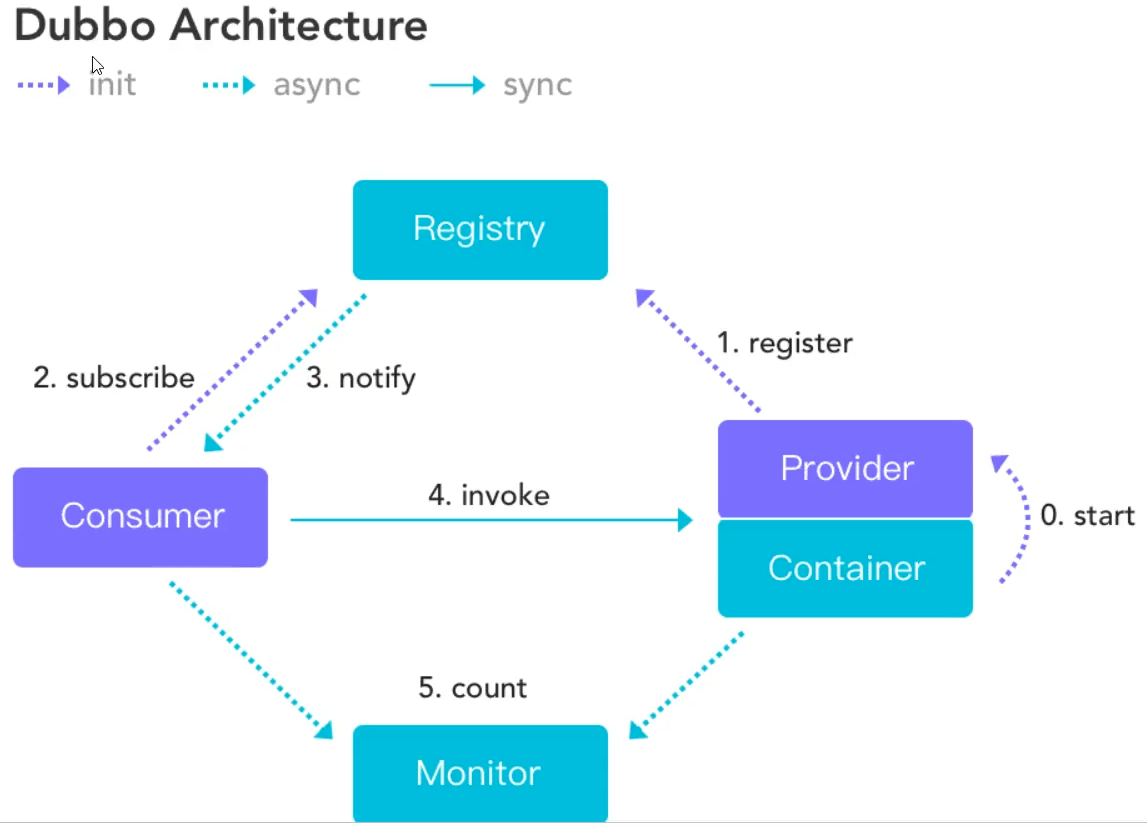 Dubbo Architecture
init async sync
Registry
1. register
2. subscribe 3. notify
Provider
4. invoke
Consumer
0. start
Container
5. count
Monitor